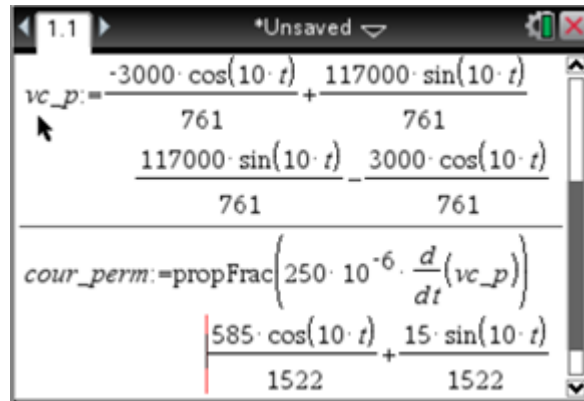 1.1 *Unsaved
vc_p:=-3000· cos(10· t)/761 + 117000· sin(10· t)/761
117000· sin(10· t)/761 - 3000· cos(10· t)/761
cour_perm:=propFrac(250· 10^-6 · d/dt(vc_p))
585· cos(10· t)/1522 + 15· sin(10· t)/1522